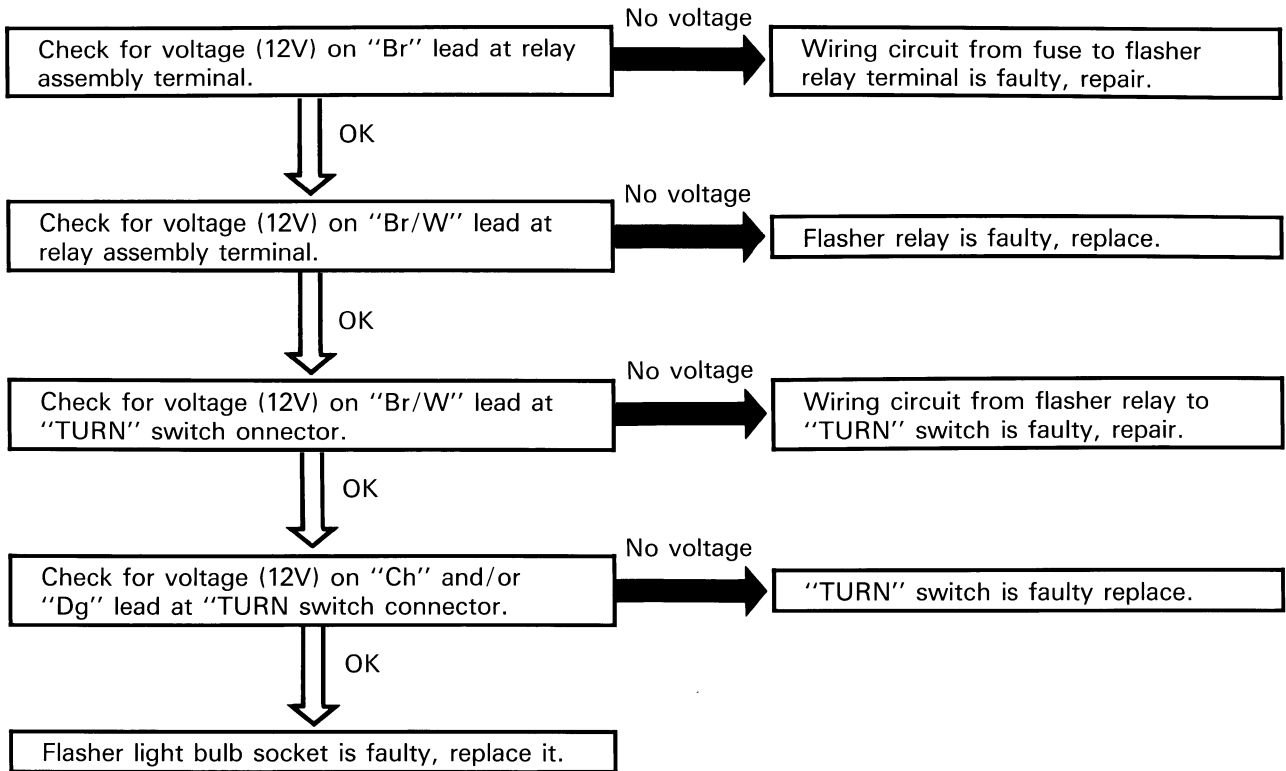 No voltage
Check for voltage (12V) on ''Br'' lead at relay
assembly terminal.
Wiring circuit from fuse to flasher
relay terminal is faulty, repair.
OK
No voltage
Check for voltage (12V) on ''Br/W'' lead at
relay assembly terminal.
Flasher relay is faulty, replace.
OK
No voltage
Check for voltage (12V) on ''Br/W'' lead at
''TURN'' switch onnector.
Wiring circuit from flasher relay to
''TURN'' switch is faulty, repair.
OK
No voltage
Check for voltage (12V) on ''Ch'' and/or
''Dg'' lead at ''TURN switch connector.
''TURN'' switch is faulty replace.
OK
Flasher light bulb socket is faulty, replace it.